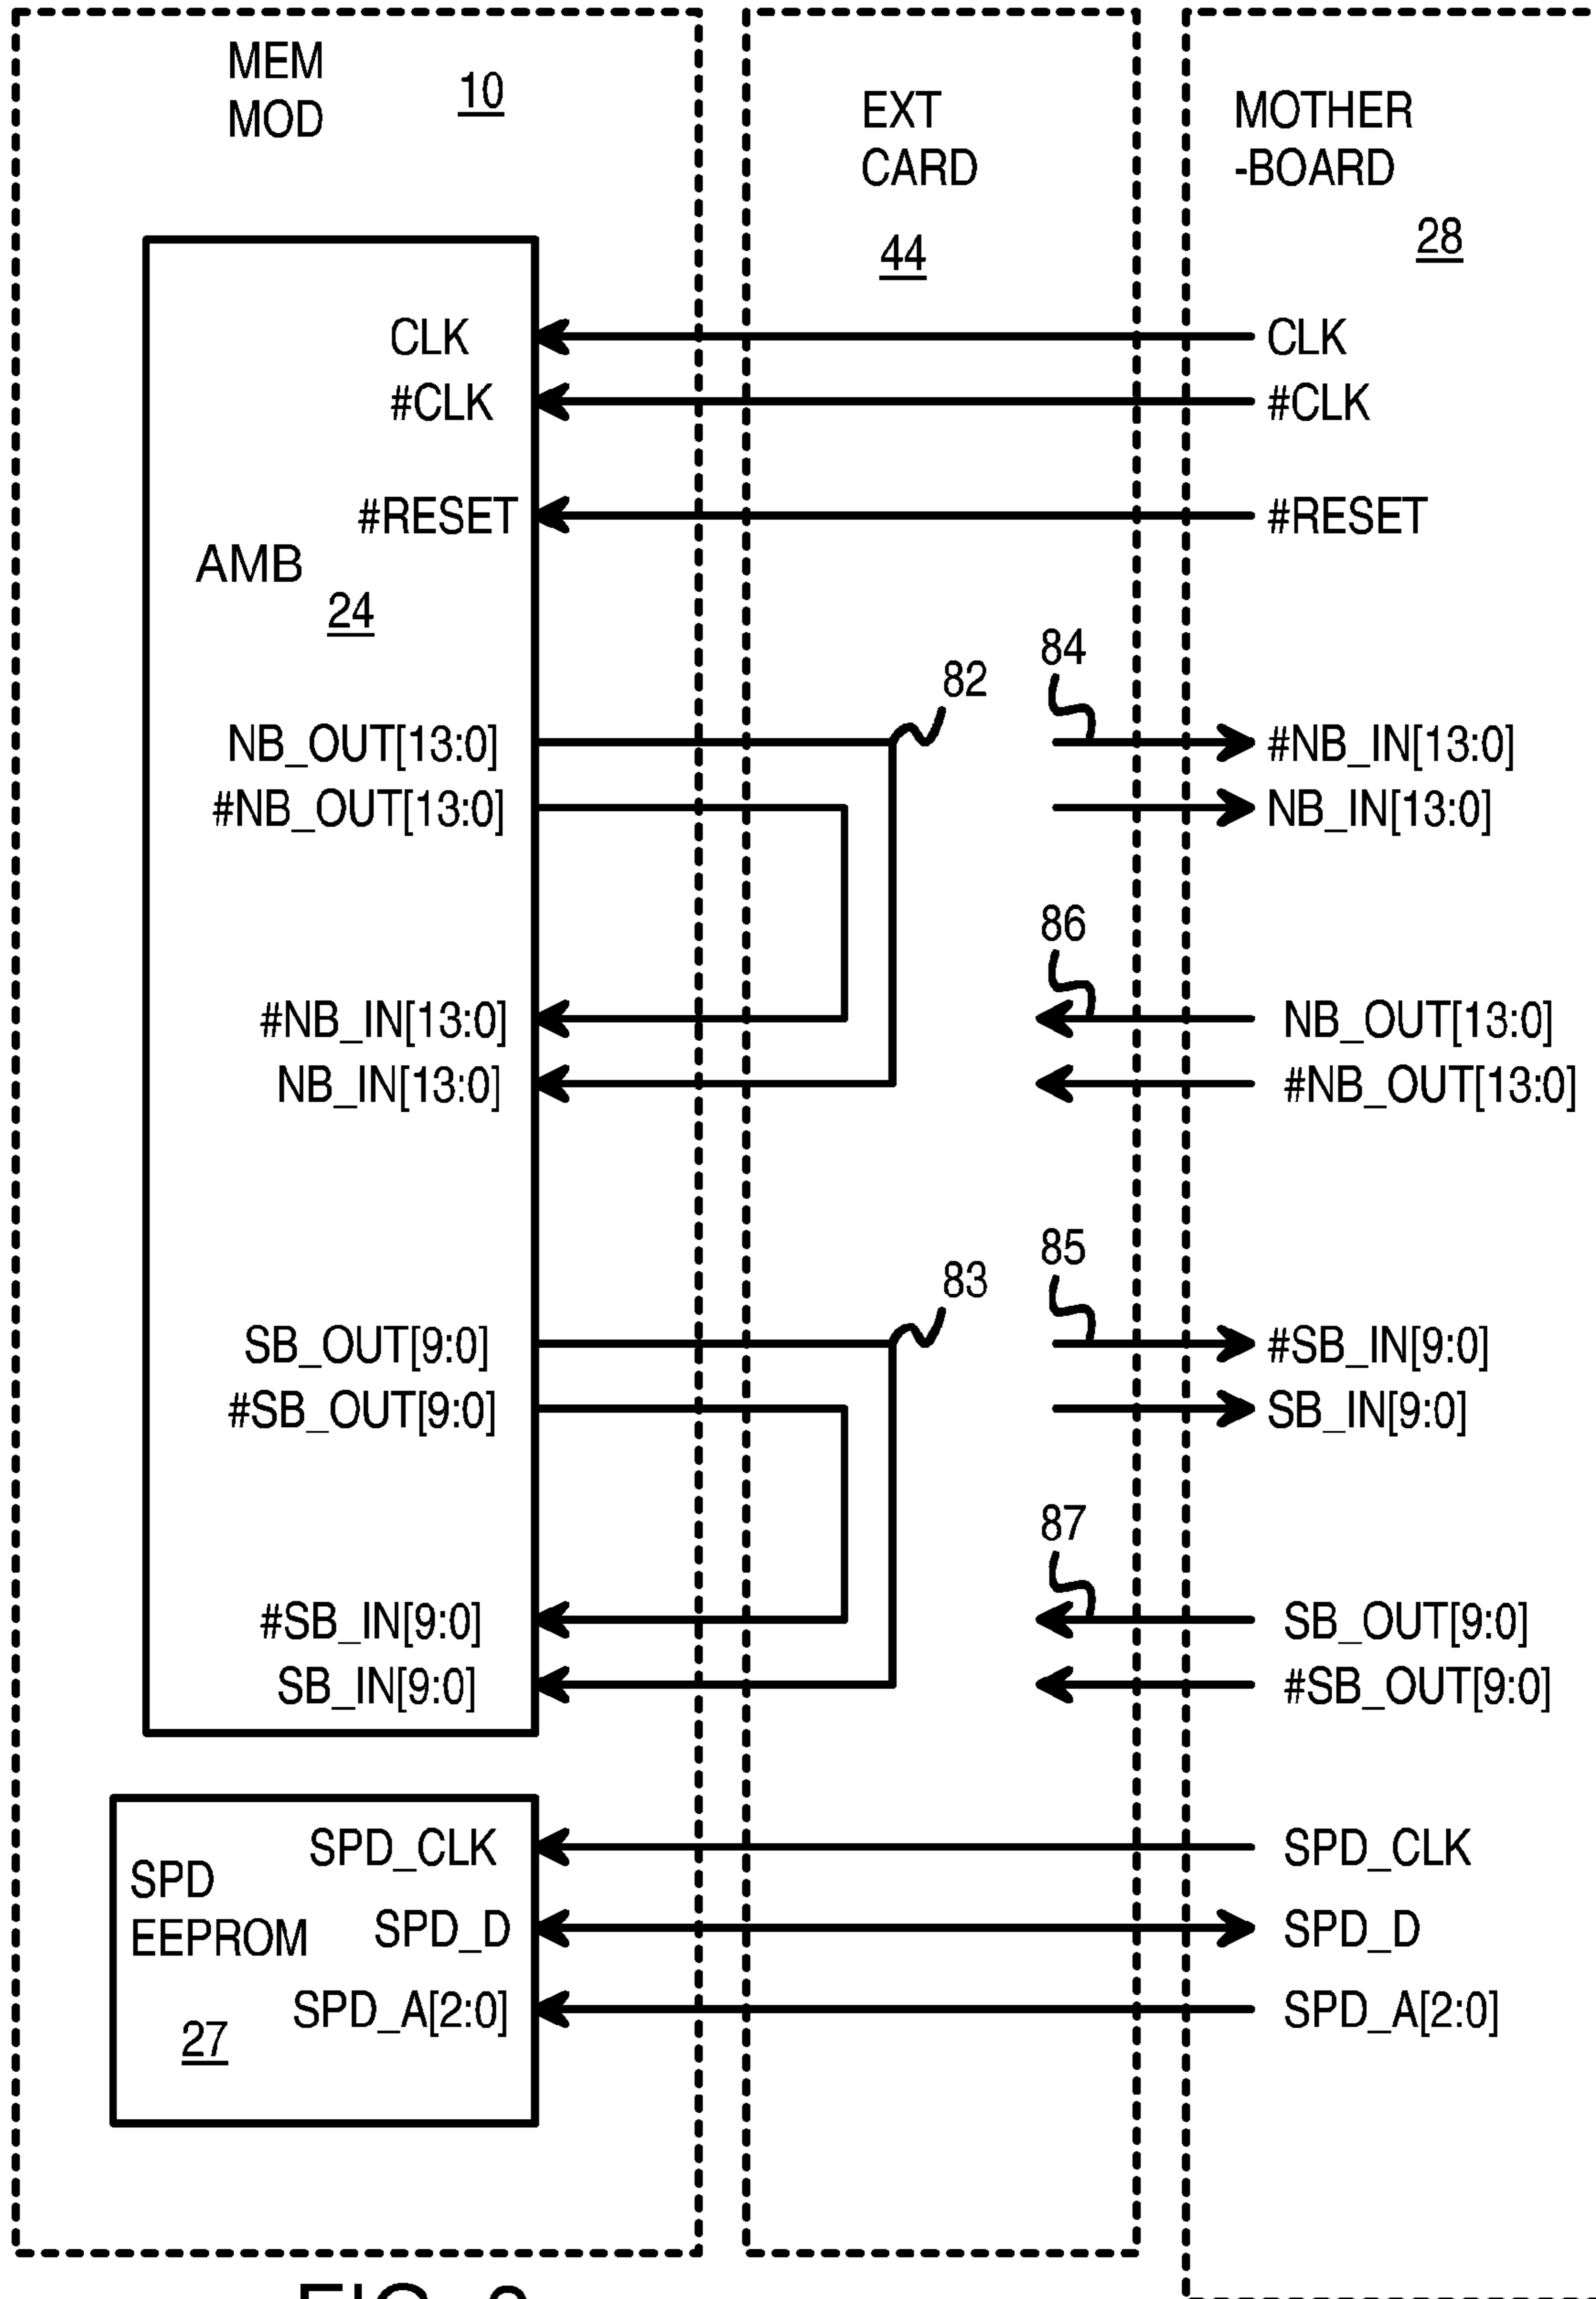 MEM
MOD
10
EXT
CARD
44
MOTHER
-BOARD
28
AMB
24
CLK
CLK
#CLK
#CLK
#RESET
#RESET
82
84
NB_OUT[13:0]
#NB_IN[13:0]
#NB_OUT[13:0]
NB_IN[13:0]
86
#NB_IN[13:0]
NB_OUT[13:0]
NB_IN[13:0]
#NB_OUT[13:0]
83
85
SB_OUT[9:0]
#SB_IN[9:0]
#SB_OUT[9:0]
SB_IN[9:0]
87
#SB_IN[9:0]
SB_OUT[9:0]
SB_IN[9:0]
#SB_OUT[9:0]
SPD
EEPROM
27
SPD_CLK
SPD_CLK
SPD_D
SPD_D
SPD_A[2:0]
SPD_A[2:0]